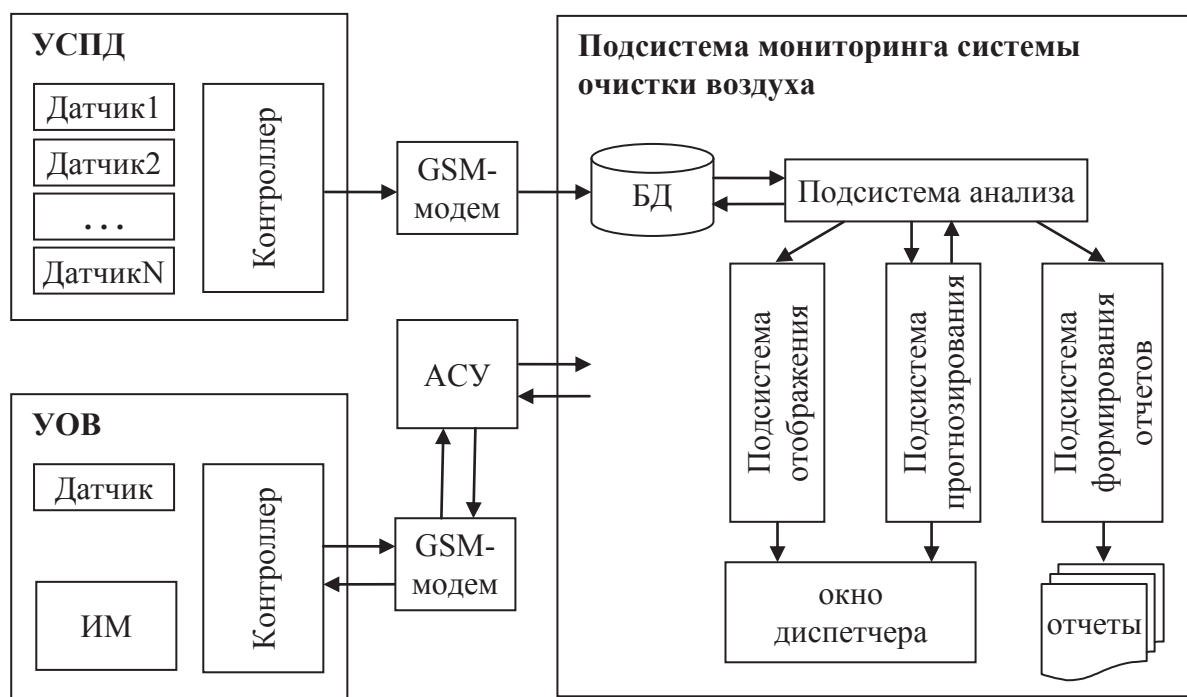 УСПД
Датчик1
Датчик2
...
ДатчикN
Контроллер
GSM-
модем
Подсистема мониторинга системы
очистки воздуха
БД
Подсистема анализа
Подсистема
отображения
Подсистема
прогнозирования
Подсистема
формирования
отчетов
окно
диспетчера
отчеты
АСУ
УОВ
Датчик
ИМ
Контроллер
GSM-
модем